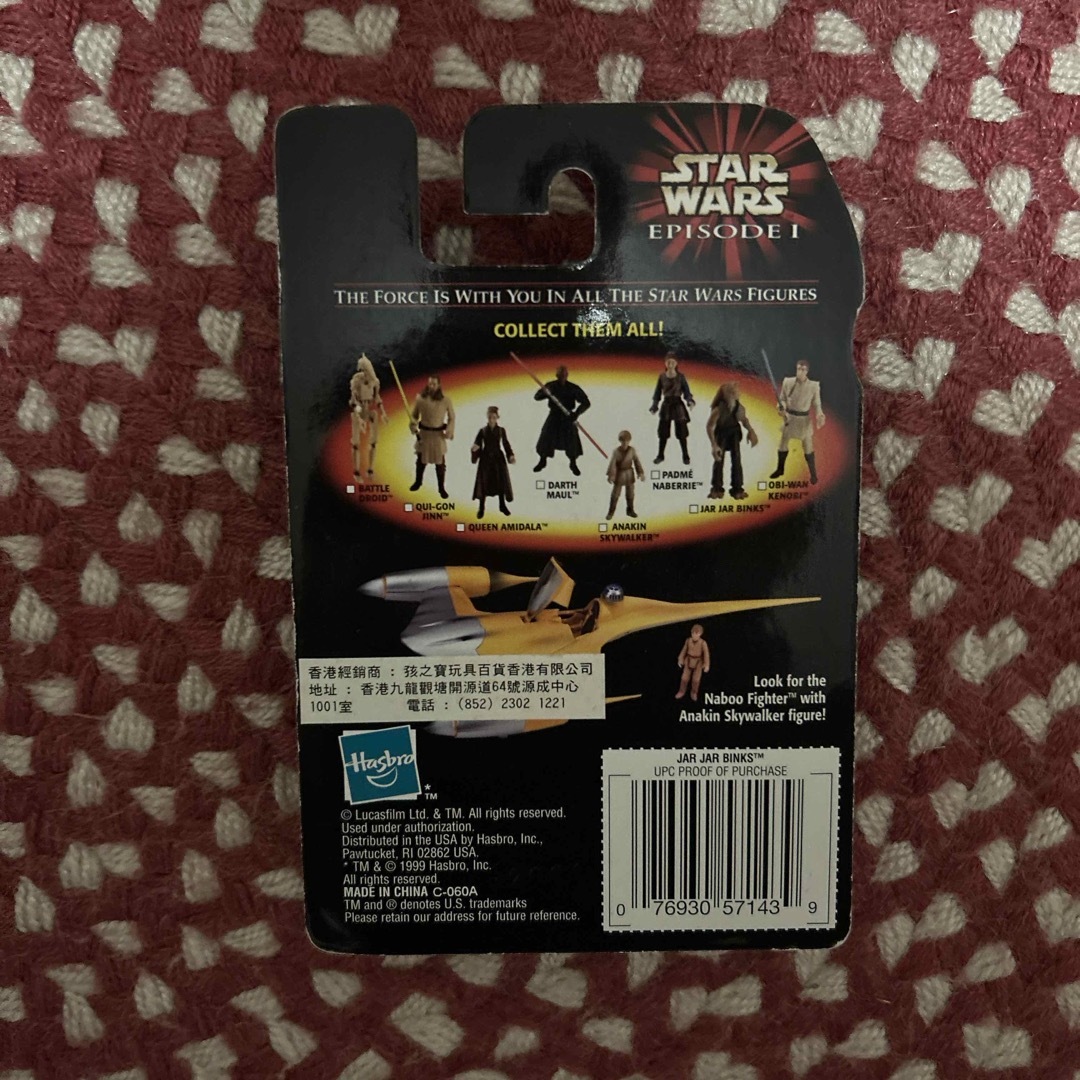 STAR
WARS
EPISODE I
THE FORCE IS WITH YOU IN ALL THE STAR WARS FIGURES
COLLECT THEM ALL!
BATTLE
DROID™
QUI-GON
JINN™
QUEEN AMIDALA™
DARTH
MAUL™
ANAKIN
SKYWALKER™
PADMÉ
NABERRIE™
JAR JAR BINKS™
OBI-WAN
KENOBI™
香港經銷商 : 孩之寶玩具百貨香港有限公司
地址 : 香港九龍觀塘開源道64號源成中心
1001室 電話 : (852) 2302 1221
Look for the
Naboo Fighter™ with
Anakin Skywalker figure!
Hasbro
*™
© Lucasfilm Ltd. & TM. All rights reserved.
Used under authorization.
Distributed in the USA by Hasbro, Inc.,
Pawtucket, RI 02862 USA.
* TM & © 1999 Hasbro, Inc.
All rights reserved.
MADE IN CHINA C-060A
TM and ® denotes U.S. trademarks
Please retain our address for future reference.
JAR JAR BINKS™
UPC PROOF OF PURCHASE
0 76930 57143 9